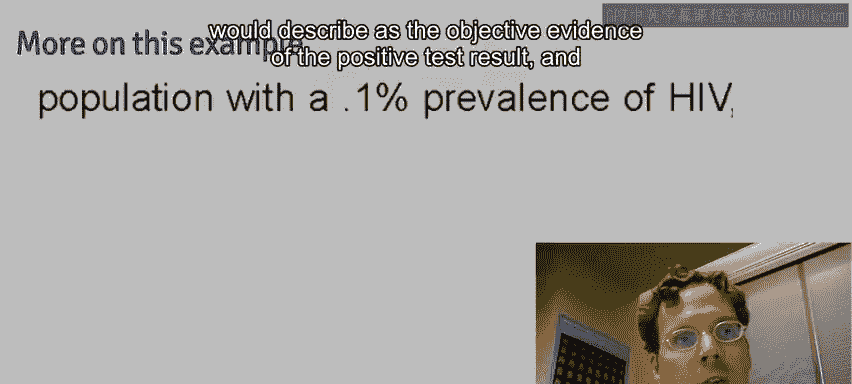 would describe as the objective evidence
of the positive test result, and
More on this example
population with a .1% prevalence of HIV,